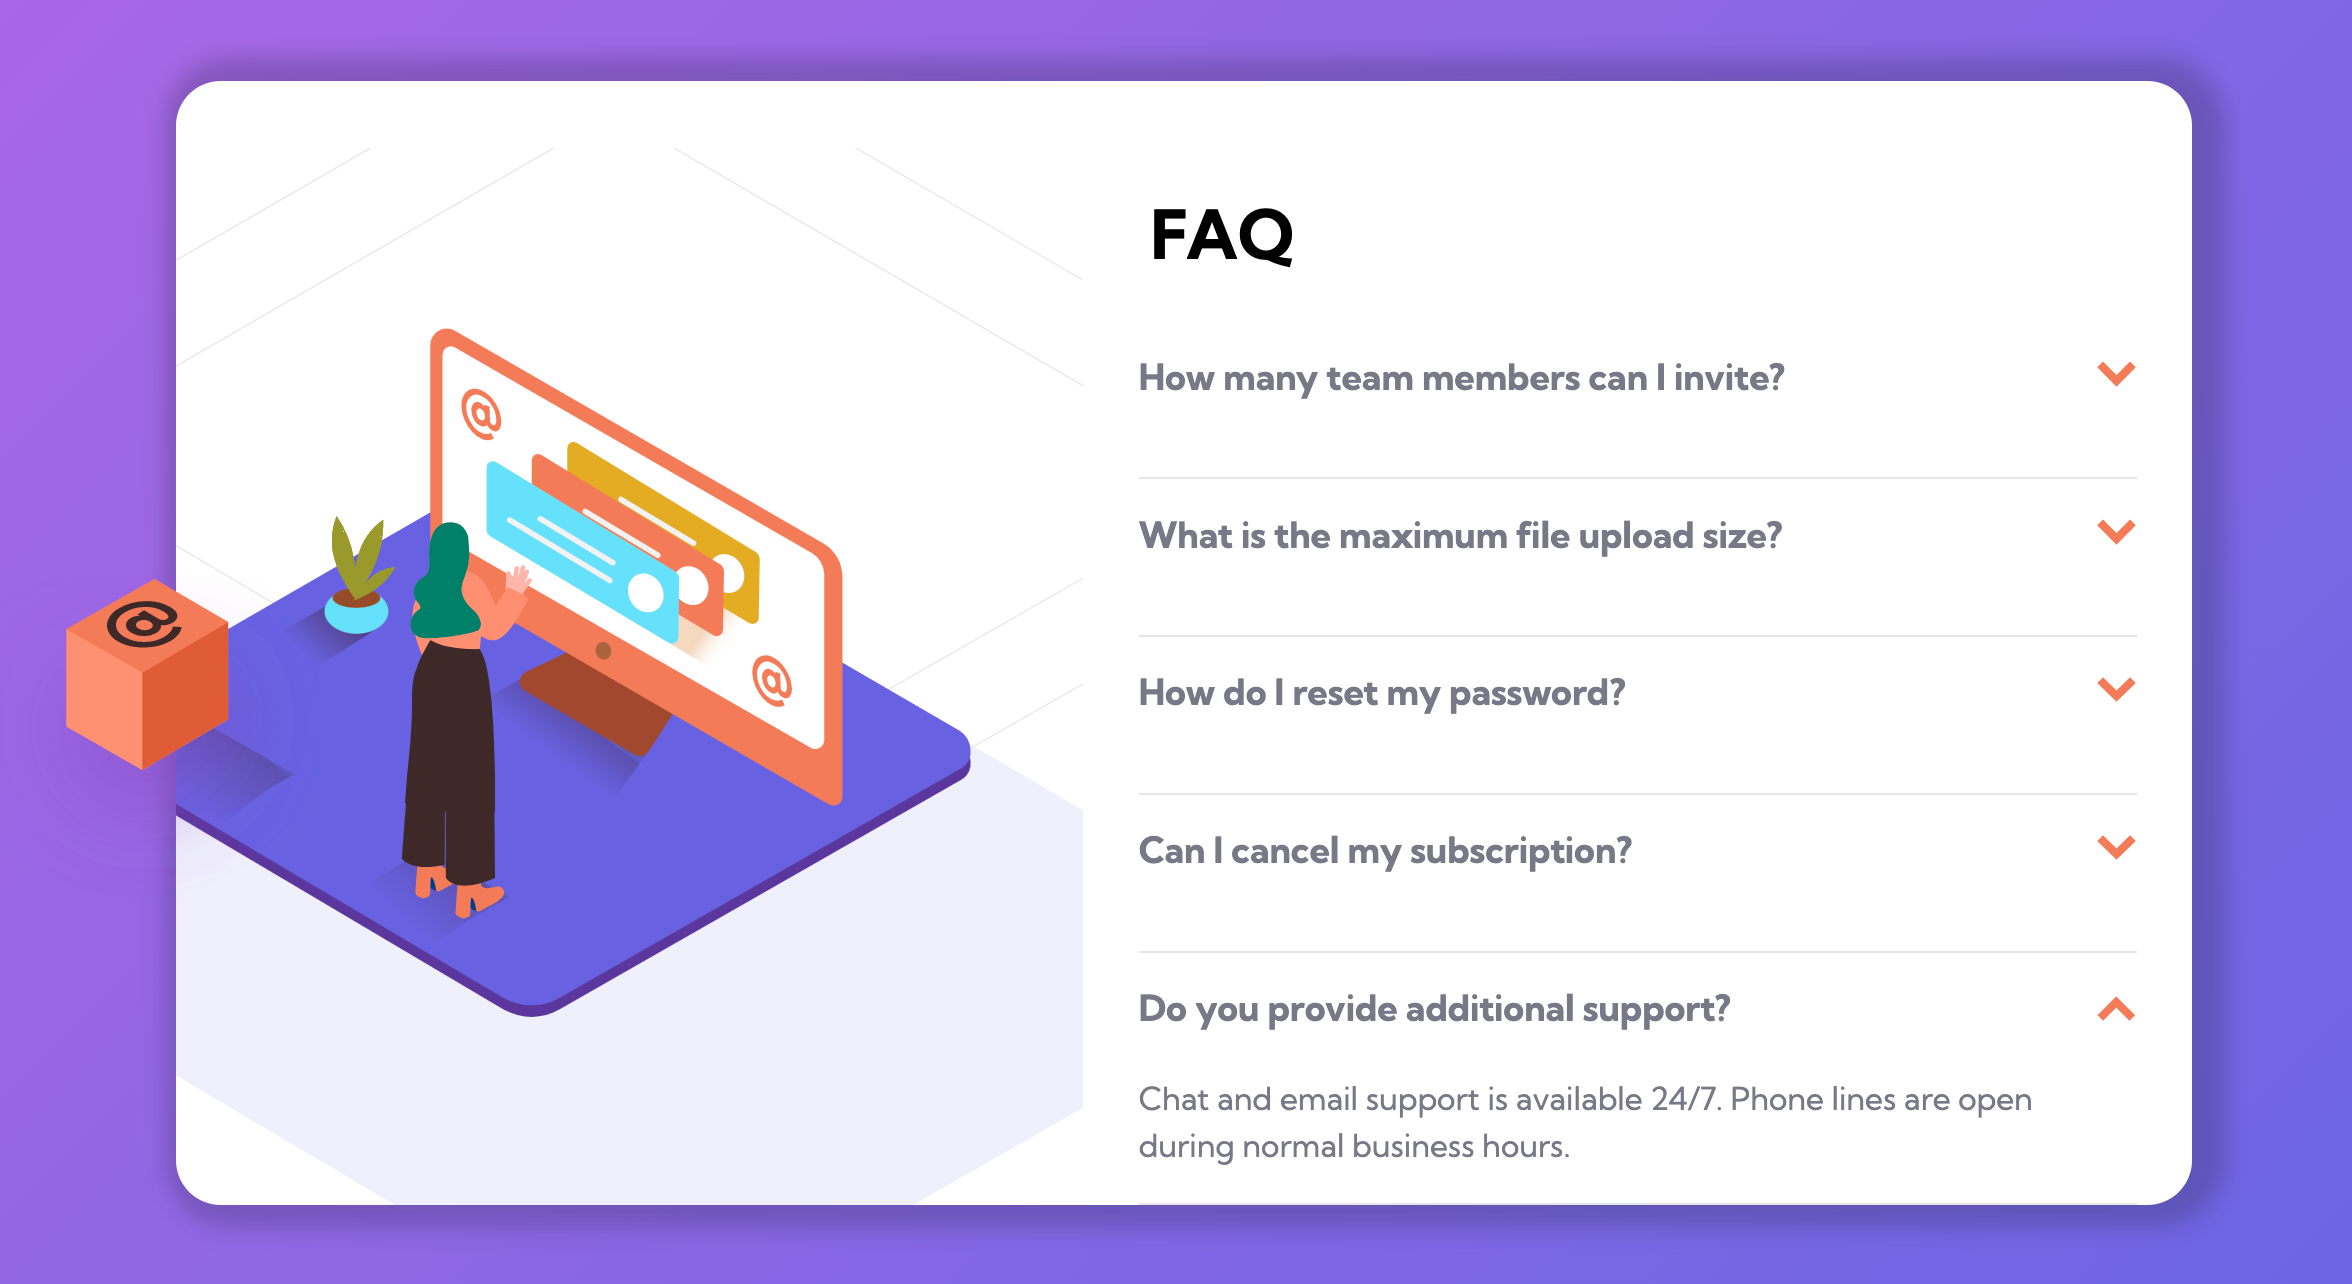 FAQ
How many team members can I invite?
What is the maximum file upload size?
How do I reset my password?
Can I cancel my subscription?
Do you provide additional support?
Chat and email support is available 24/7. Phone lines are open
during normal business hours.
@
@
@